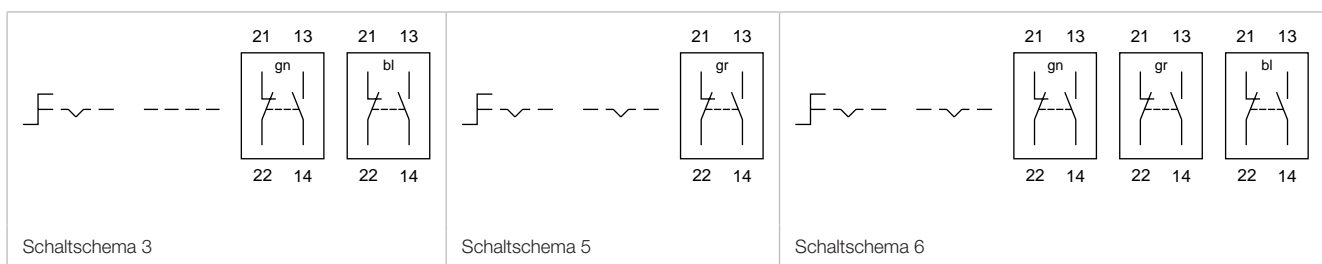 21 13 21 13
gn bl
22 14 22 14
Schaltschema 3
21 13
gr
22 14
Schaltschema 5
21 13 21 13 21 13
gn gr bl
22 14 22 14 22 14
Schaltschema 6